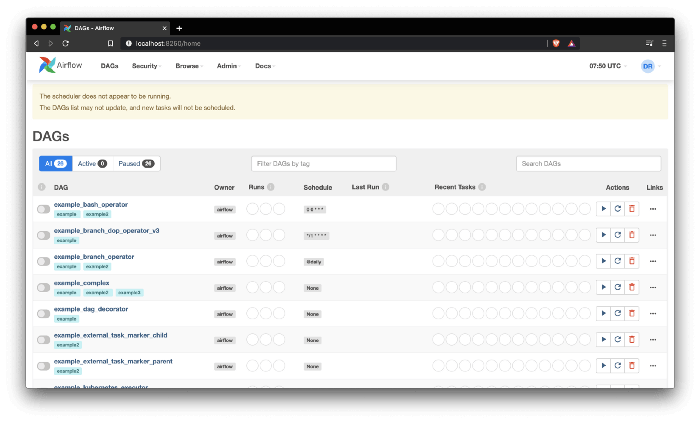 DAGs - Airflow
localhost:8260/home
Airflow DAGs Security Browse Admin Docs 07:50 UTC DR
The scheduler does not appear to be running.
The DAGs list may not update, and new tasks will not be scheduled.
DAGs
All 26 Active 0 Paused 26 Filter DAGs by tag Search DAGs
DAG Owner Runs Schedule Last Run Recent Tasks Actions Links
example_bash_operator airflow 0 0 * * *
example example2
example_branch_dop_operator_v3 airflow */1 * * * *
example
example_branch_operator airflow @daily
example example2
example_complex airflow None
example example2 example3
example_dag_decorator airflow None
example
example_external_task_marker_child airflow None
example2
example_external_task_marker_parent airflow None
example2
example_kubernetes_executor